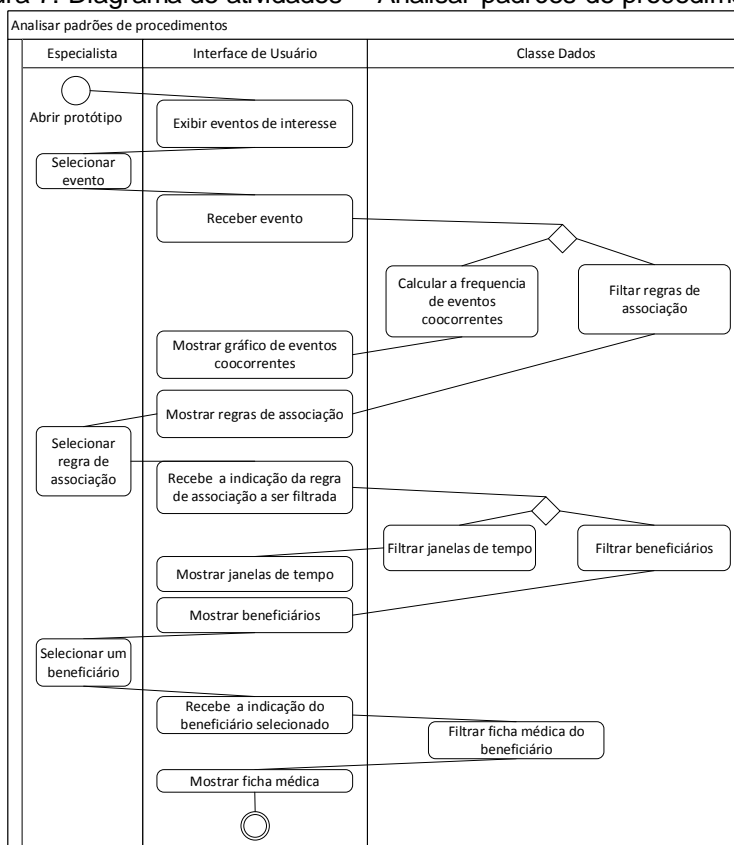 Diagrama de atividades – Analisar padrões de
Analisar padrões de procedimentos
Especialista
Interface de Usuário
Classe Dados
Abrir protótipo
Exibir eventos de interesse
Selecionar
evento
Receber evento
Calcular a frequencia
de eventos
coocorrentes
Filtar regras de
associação
Mostrar gráfico de eventos
coocorrentes
Mostrar regras de associação
Selecionar
regra de
associação
Recebe a indicação da regra
de associação a ser filtrada
Filtrar janelas de tempo
Filtrar beneficiários
Mostrar janelas de tempo
Mostrar beneficiários
Selecionar um
beneficiário
Recebe a indicação do
beneficiário selecionado
Filtrar ficha médica do
beneficiário
Mostrar ficha médica